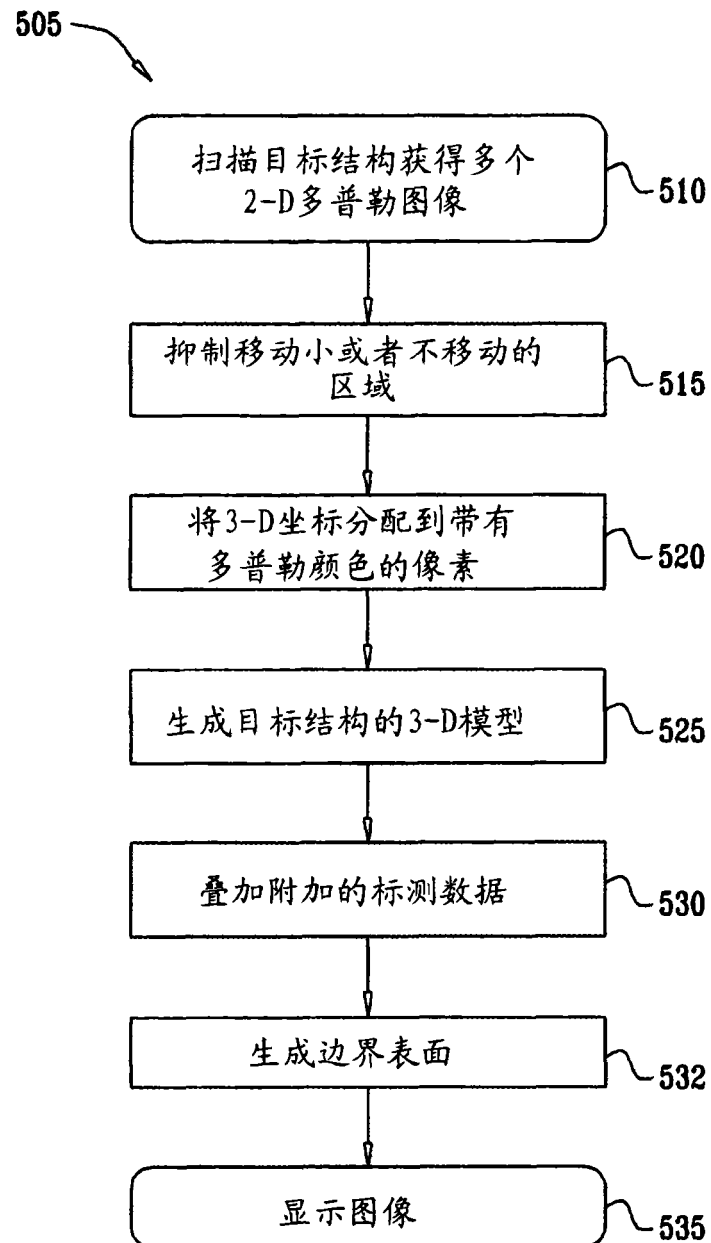 505
扫描目标结构获得多个
2-D多普勒图像
510
抑制移动小或者不移动的
区域
515
将3-D坐标分配到带有
多普勒颜色的像素
520
生成目标结构的3-D模型
525
叠加附加的标测数据
530
生成边界表面
532
显示图像
535